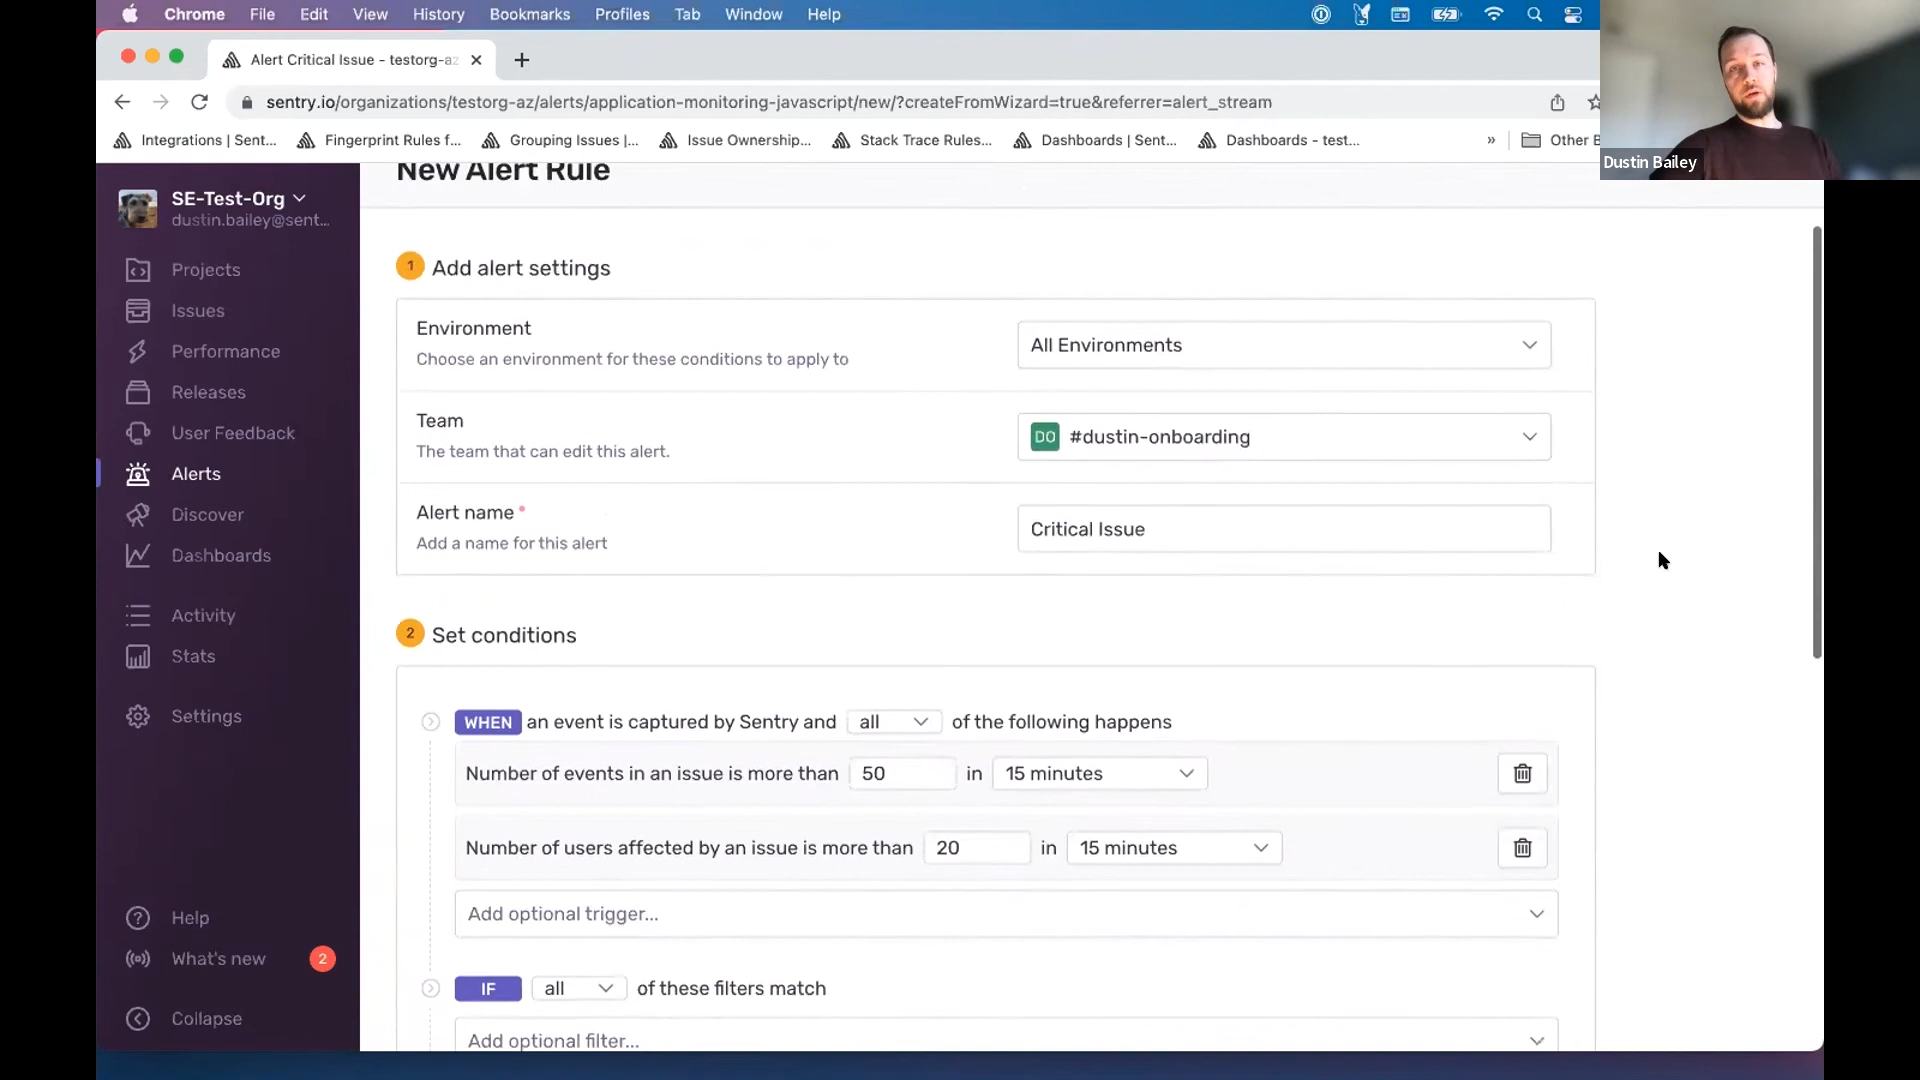 Chrome File Edit View History Bookmarks Profiles Tab Window Help
Alert Critical Issue - testorg-az
sentry.io/organizations/testorg-az/alerts/application-monitoring-javascript/new/?createFromWizard=true&referrer=alert_stream
Integrations | Sent... Fingerprint Rules f... Grouping Issues |... Issue Ownership... Stack Trace Rules... Dashboards | Sent... Dashboards - test... » Other B
Dustin Bailey
SE-Test-Org
dustin.bailey@sent...
Projects
Issues
Performance
Releases
User Feedback
Alerts
Discover
Dashboards
Activity
Stats
Settings
Help
What's new 2
Collapse
New Alert Rule
1 Add alert settings
Environment
Choose an environment for these conditions to apply to
All Environments
Team
The team that can edit this alert.
DO #dustin-onboarding
Alert name *
Add a name for this alert
Critical Issue
2 Set conditions
WHEN an event is captured by Sentry and all of the following happens
Number of events in an issue is more than 50 in 15 minutes
Number of users affected by an issue is more than 20 in 15 minutes
Add optional trigger...
IF all of these filters match
Add optional filter...